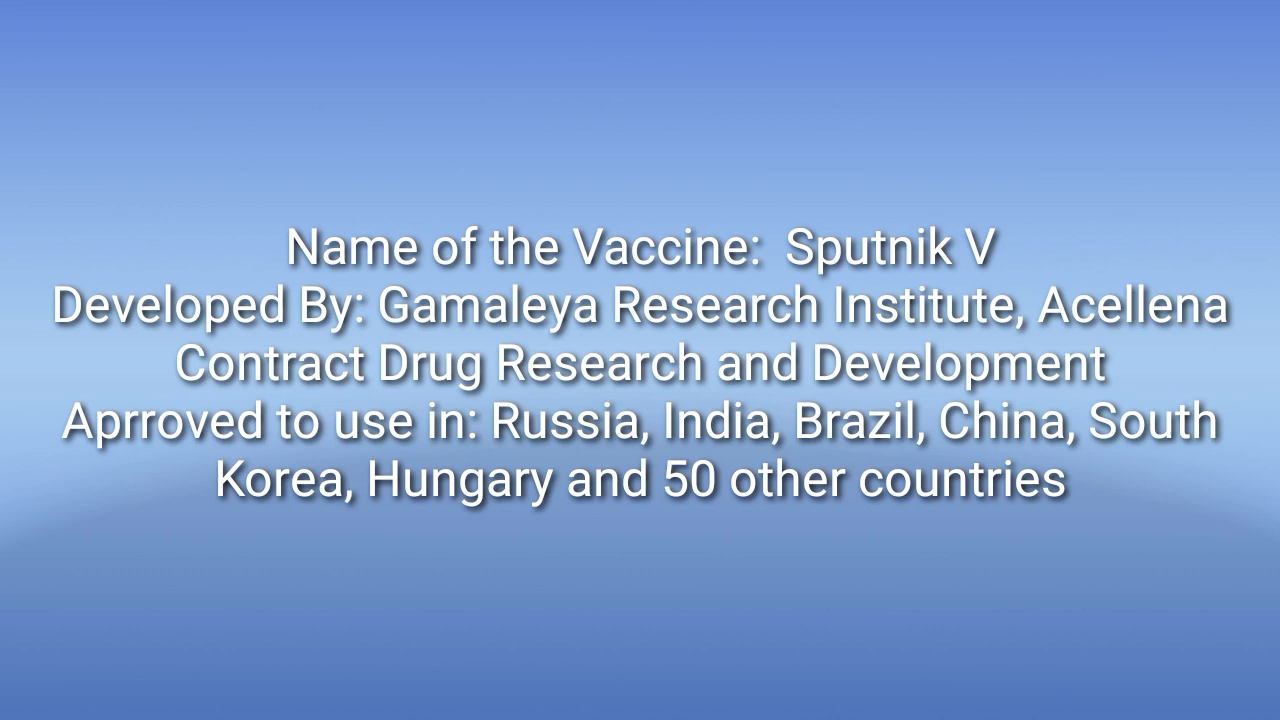 Name of the Vaccine:  Sputnik V
Developed By: Gamaleya Research Institute, Acellena
Contract Drug Research and Development
Aprroved to use in: Russia, India, Brazil, China, South
Korea, Hungary and 50 other countries